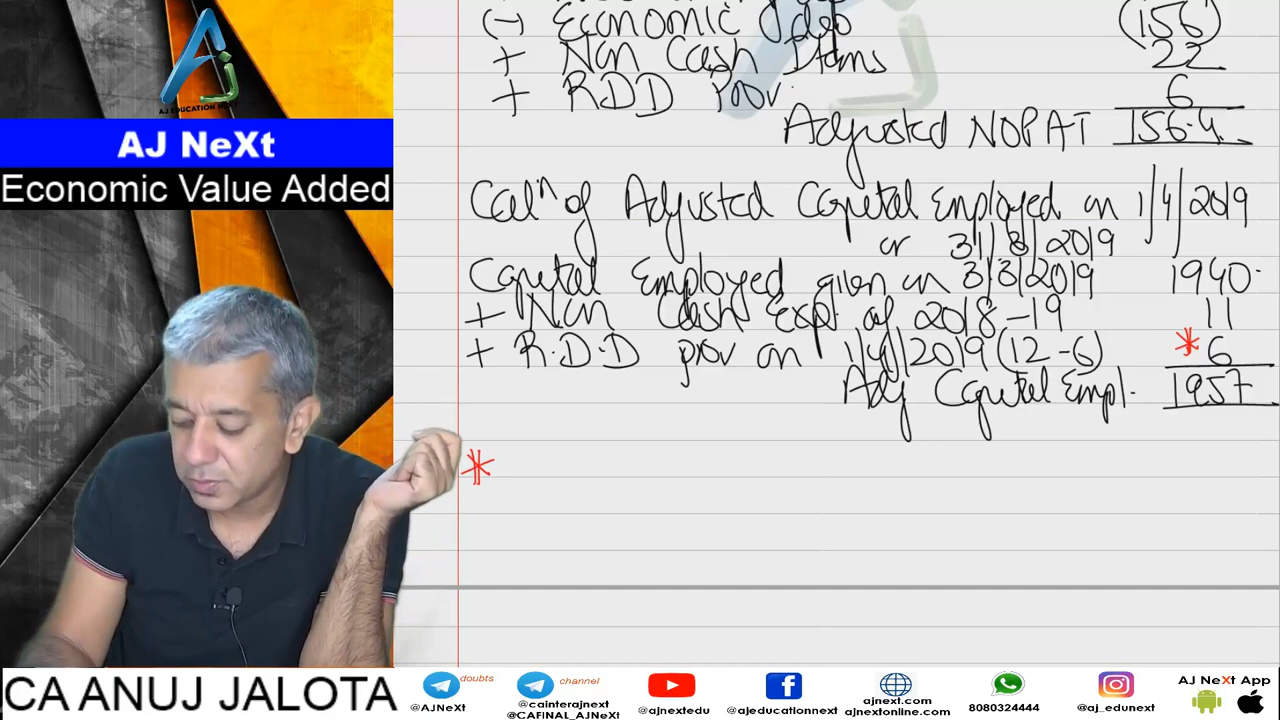 (-) Economic dep (156)
+ Non Cash Items 22
+ RDD prov. 6
Adjusted NOPAT 156.4
Calⁿ of Adjusted Capital Employed on 1/4/2019
or 31/3/2019
Capital Employed given on 31/3/2019 1940
+ Non Cash Exp of 2018-19 11
+ R.D.D prov on 1/4/2019 (12-6) * 6
Adj Capital Empl. 1957
*
AJ
AJ EDUCATION NEXT
AJ NeXt
Economic Value Added
CA ANUJ JALOTA
doubts
@AJNeXt
channel
@cainterajnext
@CAFINAL_AJNeXt
@ajnextedu
@ajeducationnext
ajnext.com
ajnextonline.com
8080324444
@aj_edunext
AJ NeXt App